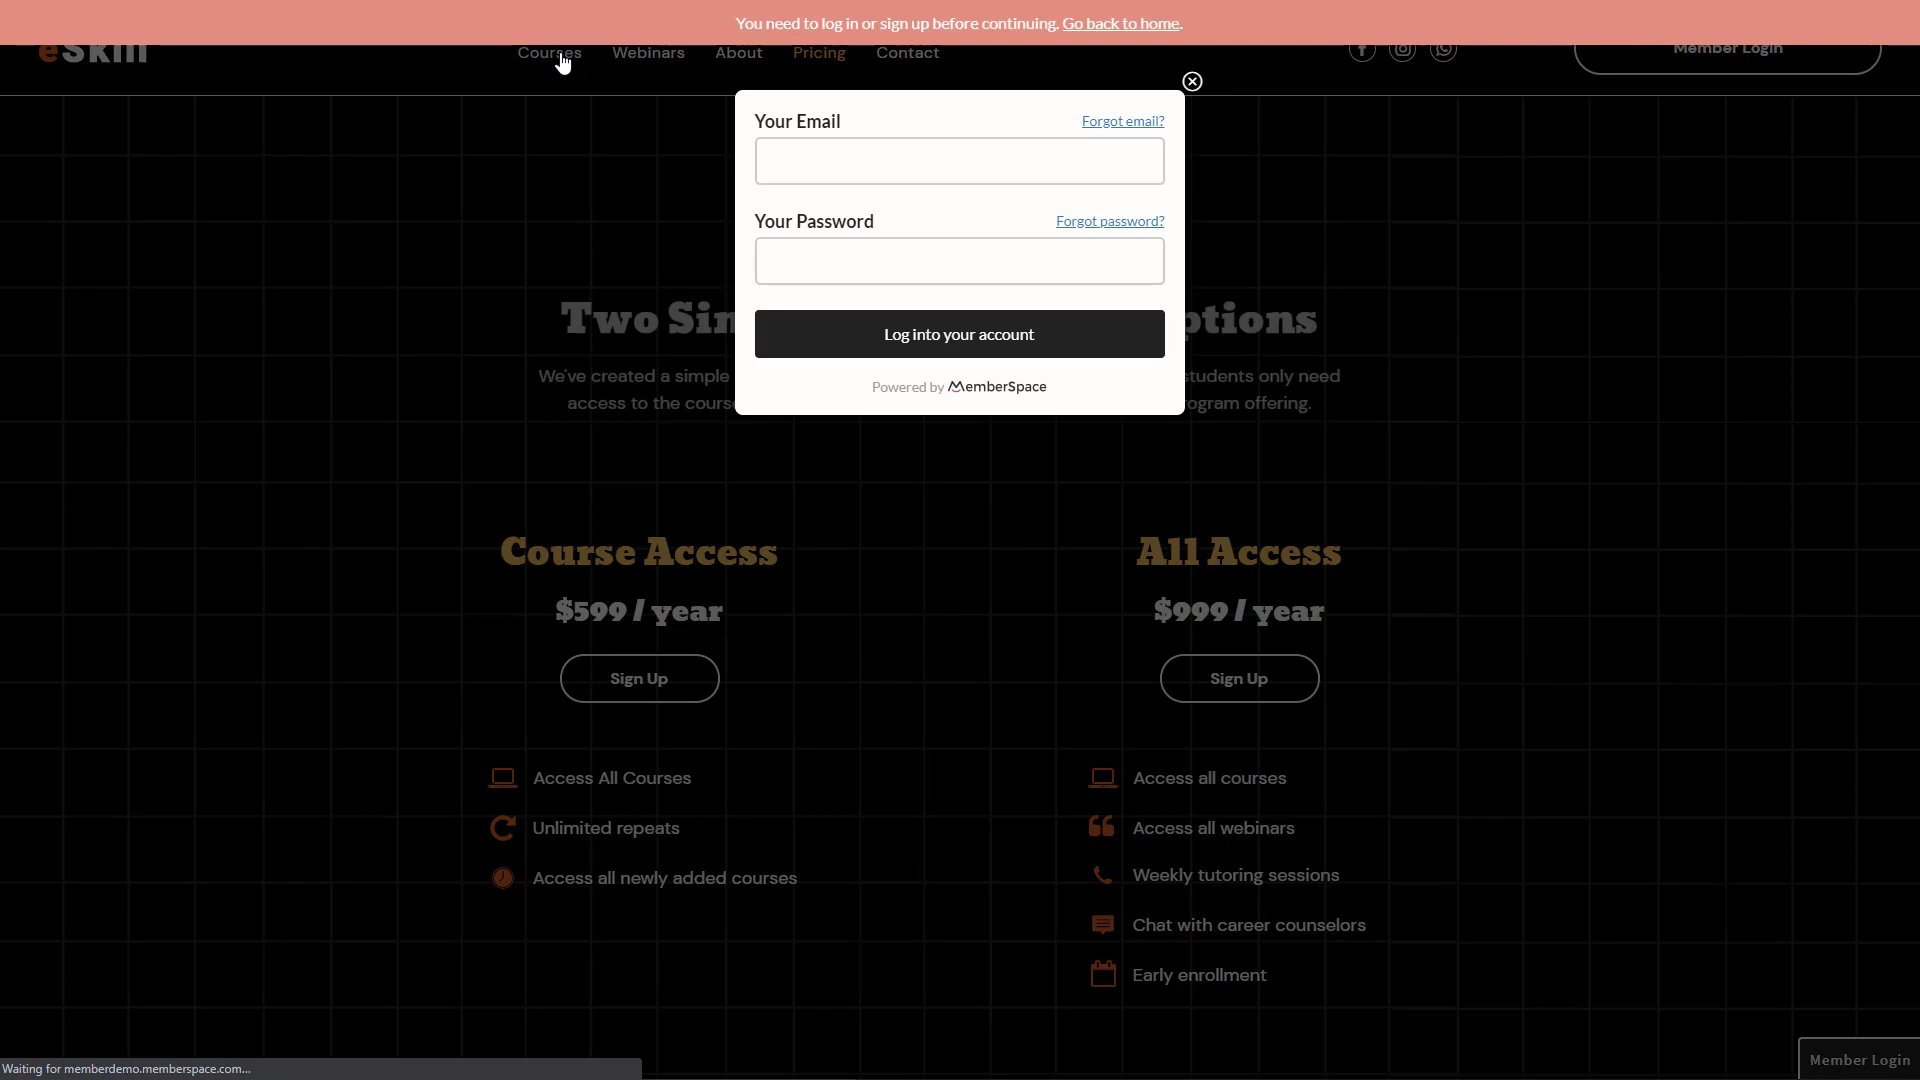 You need to log in or sign up before continuing. Go back to home.
eSkill
Courses Webinars About Pricing Contact
Member Login
Your Email
Forgot email?
Your Password
Forgot password?
Log into your account
Powered by MemberSpace
Two Sim
ptions
We've created a simple
students only need
access to the cours
ogram offering.
Course Access
$599 / year
Sign Up
Access All Courses
Unlimited repeats
Access all newly added courses
All Access
$999 / year
Sign Up
Access all courses
Access all webinars
Weekly tutoring sessions
Chat with career counselors
Early enrollment
Waiting for memberdemo.memberspace.com...
Member Login